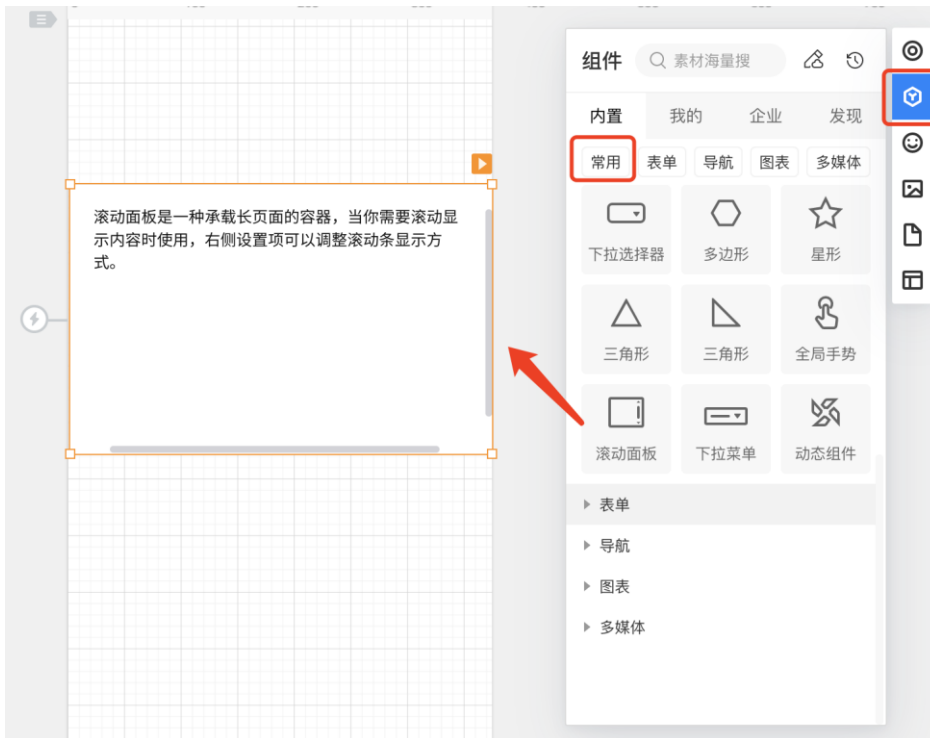 组件
素材海量搜
内置 我的 企业 发现
常用 表单 导航 图表 多媒体
滚动面板是一种承载长页面的容器，当你需要滚动显
示内容时使用，右侧设置项可以调整滚动条显示方
式。
下拉选择器 多边形 星形
三角形 三角形 全局手势
滚动面板 下拉菜单 动态组件
表单
导航
图表
多媒体